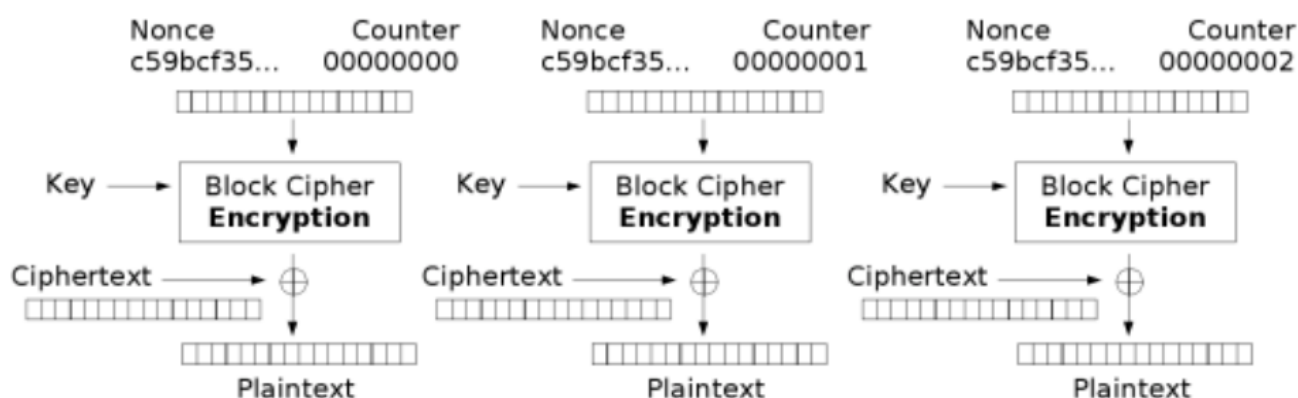 Nonce Counter Nonce Counter Nonce Counter
c59bcf35... 00000000 c59bcf35... 00000001 c59bcf35... 00000002
Key Block Cipher Key Block Cipher Key Block Cipher
Encryption Encryption Encryption
Ciphertext Ciphertext Ciphertext
Plaintext Plaintext Plaintext